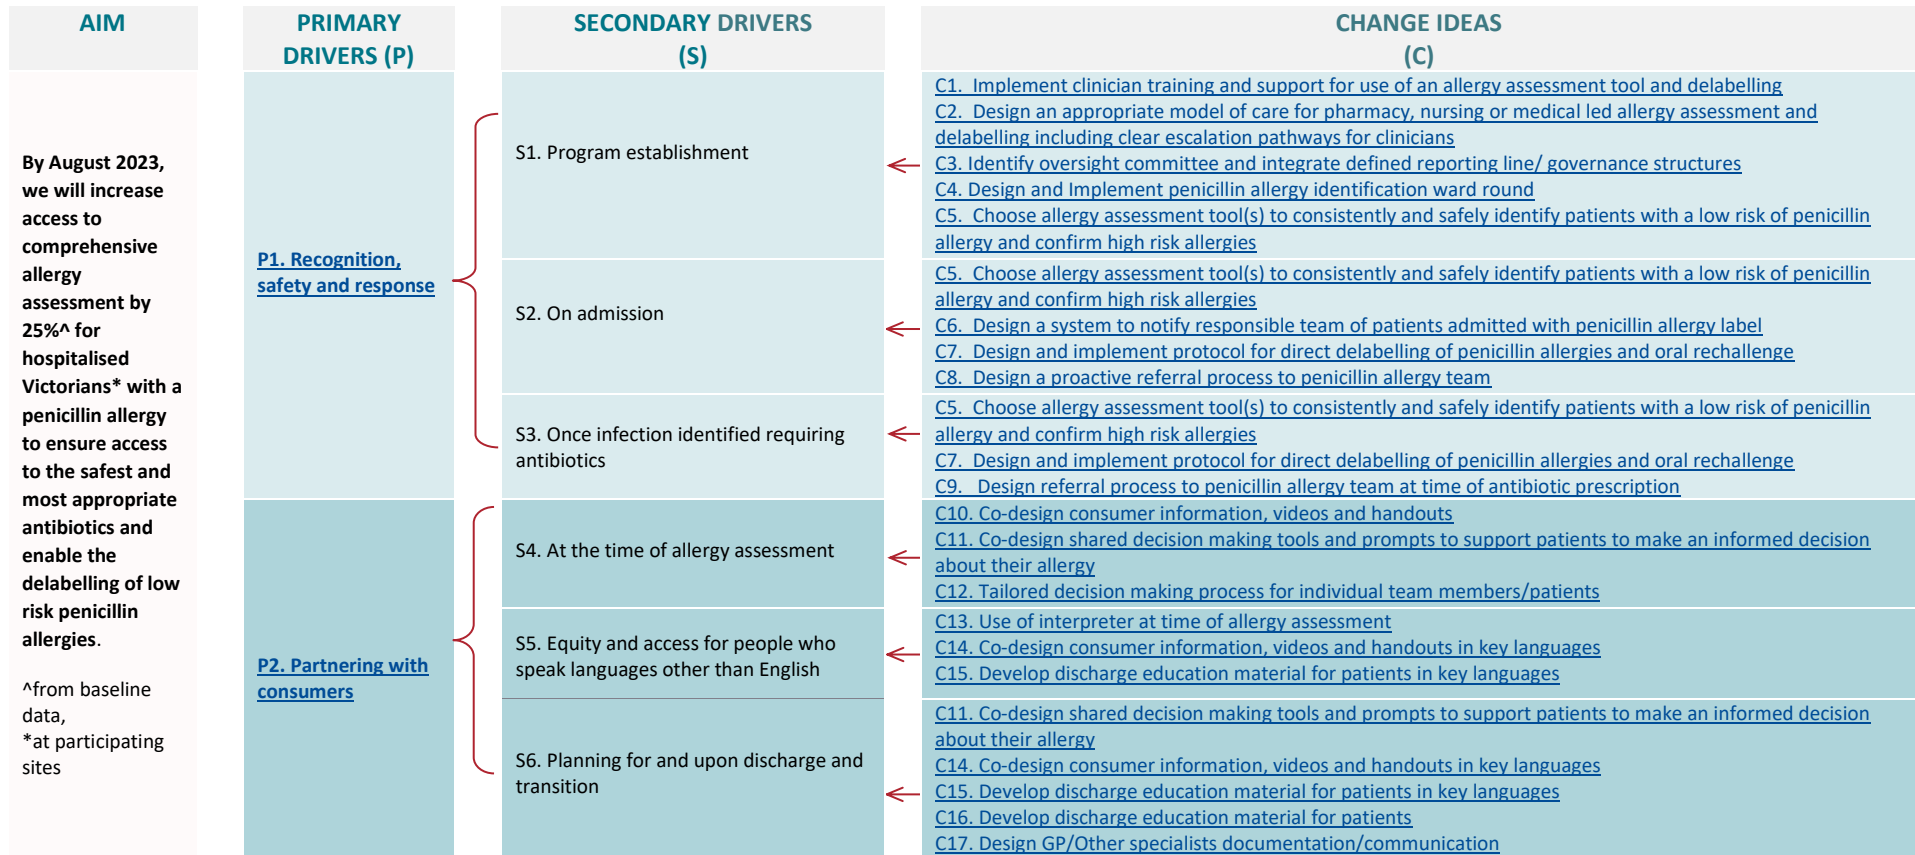 AIM
PRIMARY
DRIVERS (P)
SECONDARY DRIVERS
(S)
CHANGE IDEAS
(C)
By August 2023,
we will increase
access to
comprehensive
allergy
assessment by
25%^ for
hospitalised
Victorians* with a
penicillin allergy
to ensure access
to the safest and
most appropriate
antibiotics and
enable the
delabelling of low
risk penicillin
allergies.
^from baseline
data,
*at participating
sites
P1. Recognition,
safety and response
S1. Program establishment
C1. Implement clinician training and support for use of an allergy assessment tool and delabelling
C2. Design an appropriate model of care for pharmacy, nursing or medical led allergy assessment and
delabelling including clear escalation pathways for clinicians
C3. Identify oversight committee and integrate defined reporting line/ governance structures
C4. Design and Implement penicillin allergy identification ward round
C5. Choose allergy assessment tool(s) to consistently and safely identify patients with a low risk of penicillin
allergy and confirm high risk allergies
S2. On admission
C5. Choose allergy assessment tool(s) to consistently and safely identify patients with a low risk of penicillin
allergy and confirm high risk allergies
C6. Design a system to notify responsible team of patients admitted with penicillin allergy label
C7. Design and implement protocol for direct delabelling of penicillin allergies and oral rechallenge
C8. Design a proactive referral process to penicillin allergy team
S3. Once infection identified requiring
antibiotics
C5. Choose allergy assessment tool(s) to consistently and safely identify patients with a low risk of penicillin
allergy and confirm high risk allergies
C7. Design and implement protocol for direct delabelling of penicillin allergies and oral rechallenge
C9. Design referral process to penicillin allergy team at time of antibiotic prescription
P2. Partnering with
consumers
S4. At the time of allergy assessment
C10. Co-design consumer information, videos and handouts
C11. Co-design shared decision making tools and prompts to support patients to make an informed decision
about their allergy
C12. Tailored decision making process for individual team members/patients
S5. Equity and access for people who
speak languages other than English
C13. Use of interpreter at time of allergy assessment
C14. Co-design consumer information, videos and handouts in key languages
C15. Develop discharge education material for patients in key languages
S6. Planning for and upon discharge and
transition
C11. Co-design shared decision making tools and prompts to support patients to make an informed decision
about their allergy
C14. Co-design consumer information, videos and handouts in key languages
C15. Develop discharge education material for patients in key languages
C16. Develop discharge education material for patients
C17. Design GP/Other specialists documentation/communication